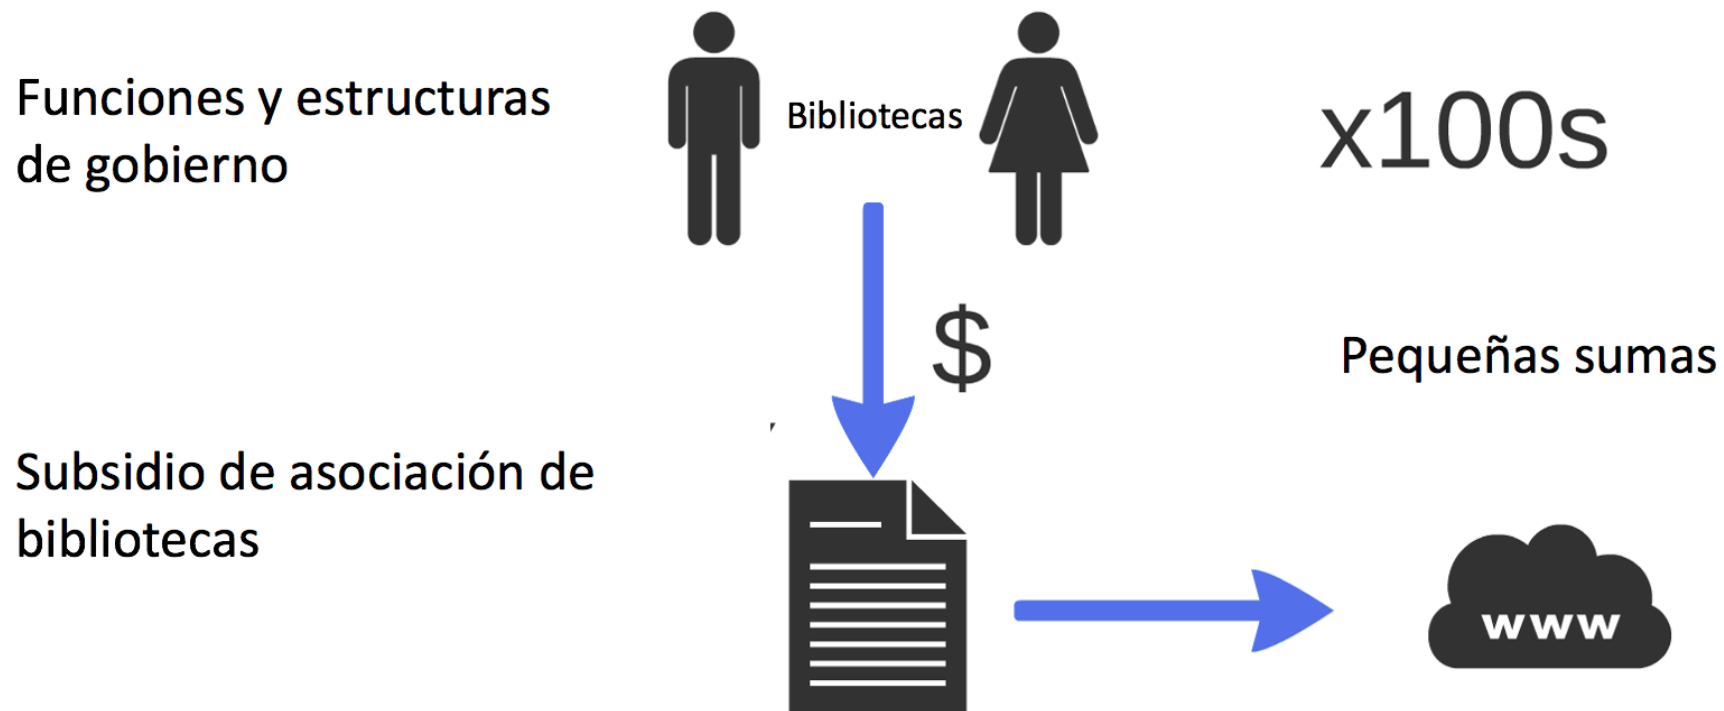 Funciones y estructuras
de gobierno
Bibliotecas
x100s
$
Pequeñas sumas
Subsidio de asociación de
bibliotecas
www